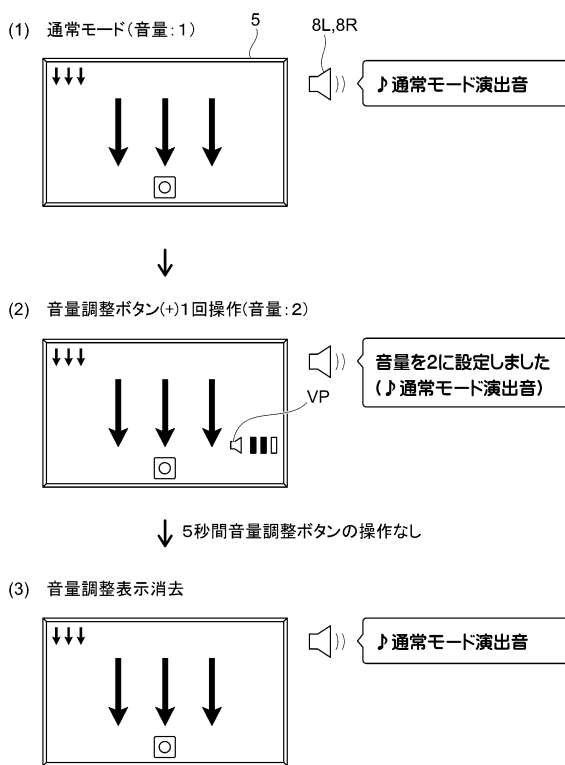 (1) 通常モード(音量:1)
5
8L,8R
♪通常モード演出音
(2) 音量調整ボタン(+)1回操作(音量:2)
音量を2に設定しました
(♪通常モード演出音)
VP
5秒間音量調整ボタンの操作なし
(3) 音量調整表示消去
♪通常モード演出音